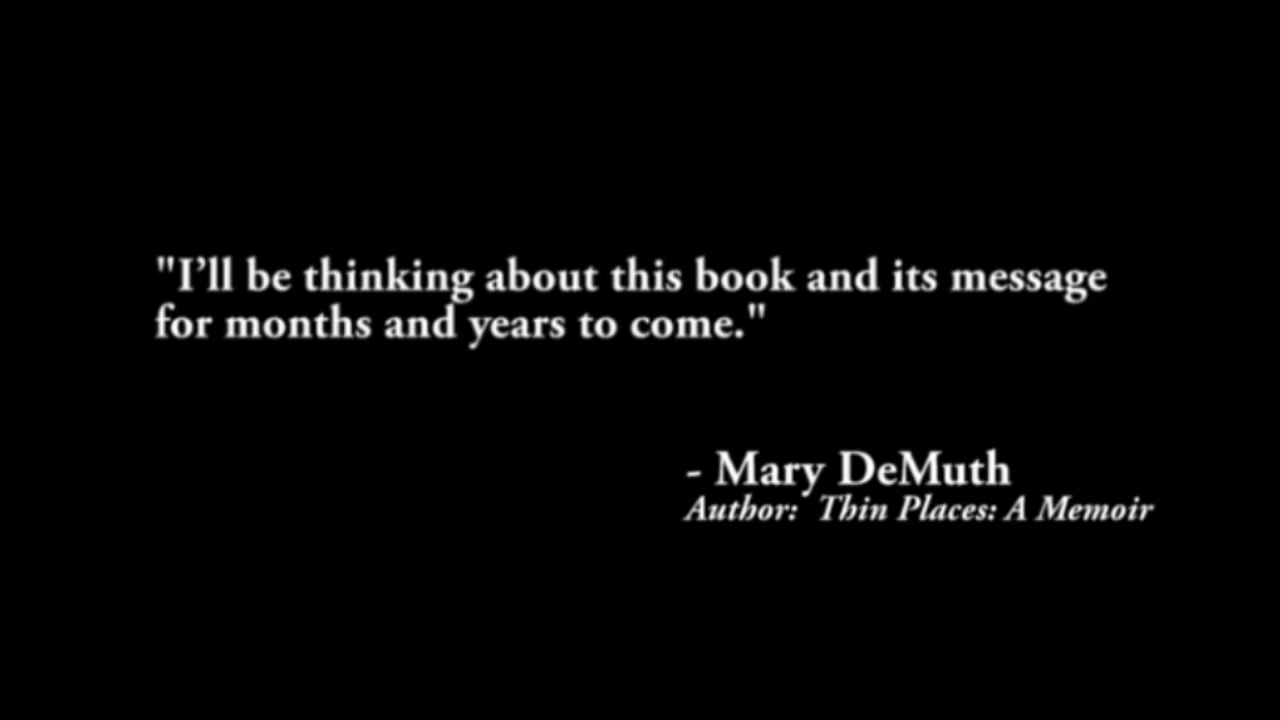 "I’ll be thinking about this book and its message
for months and years to come."
- Mary DeMuth
Author:  Thin Places: A Memoir